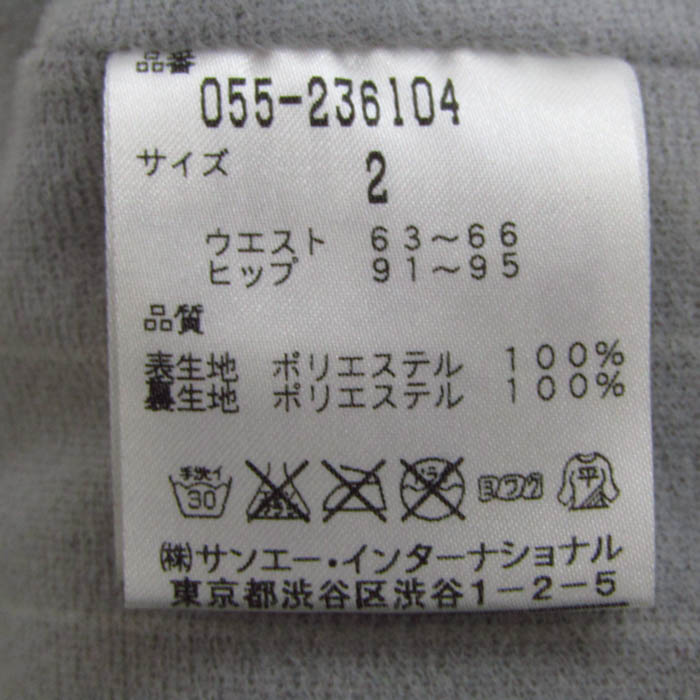 品番
055-236104
サイズ 2
ウエスト 63~66
ヒップ 91~95
品質
表生地 ポリエステル 100%
裏生地 ポリエステル 100%
手洗イ 30 ドライ ヨワク 平
㈱サンエー・インターナショナル
東京都渋谷区渋谷1-2-5